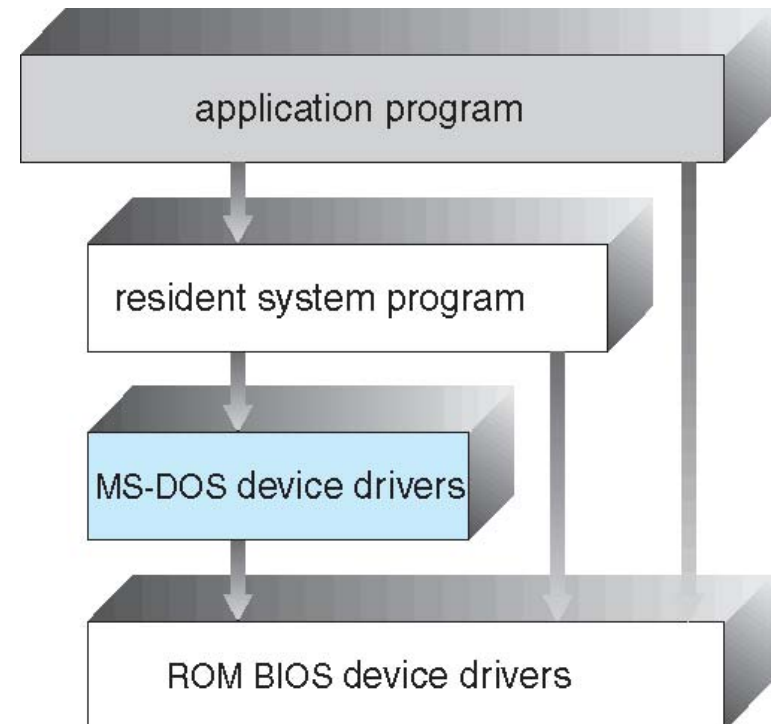 application program
resident system program
MS-DOS device drivers
ROM BIOS device drivers